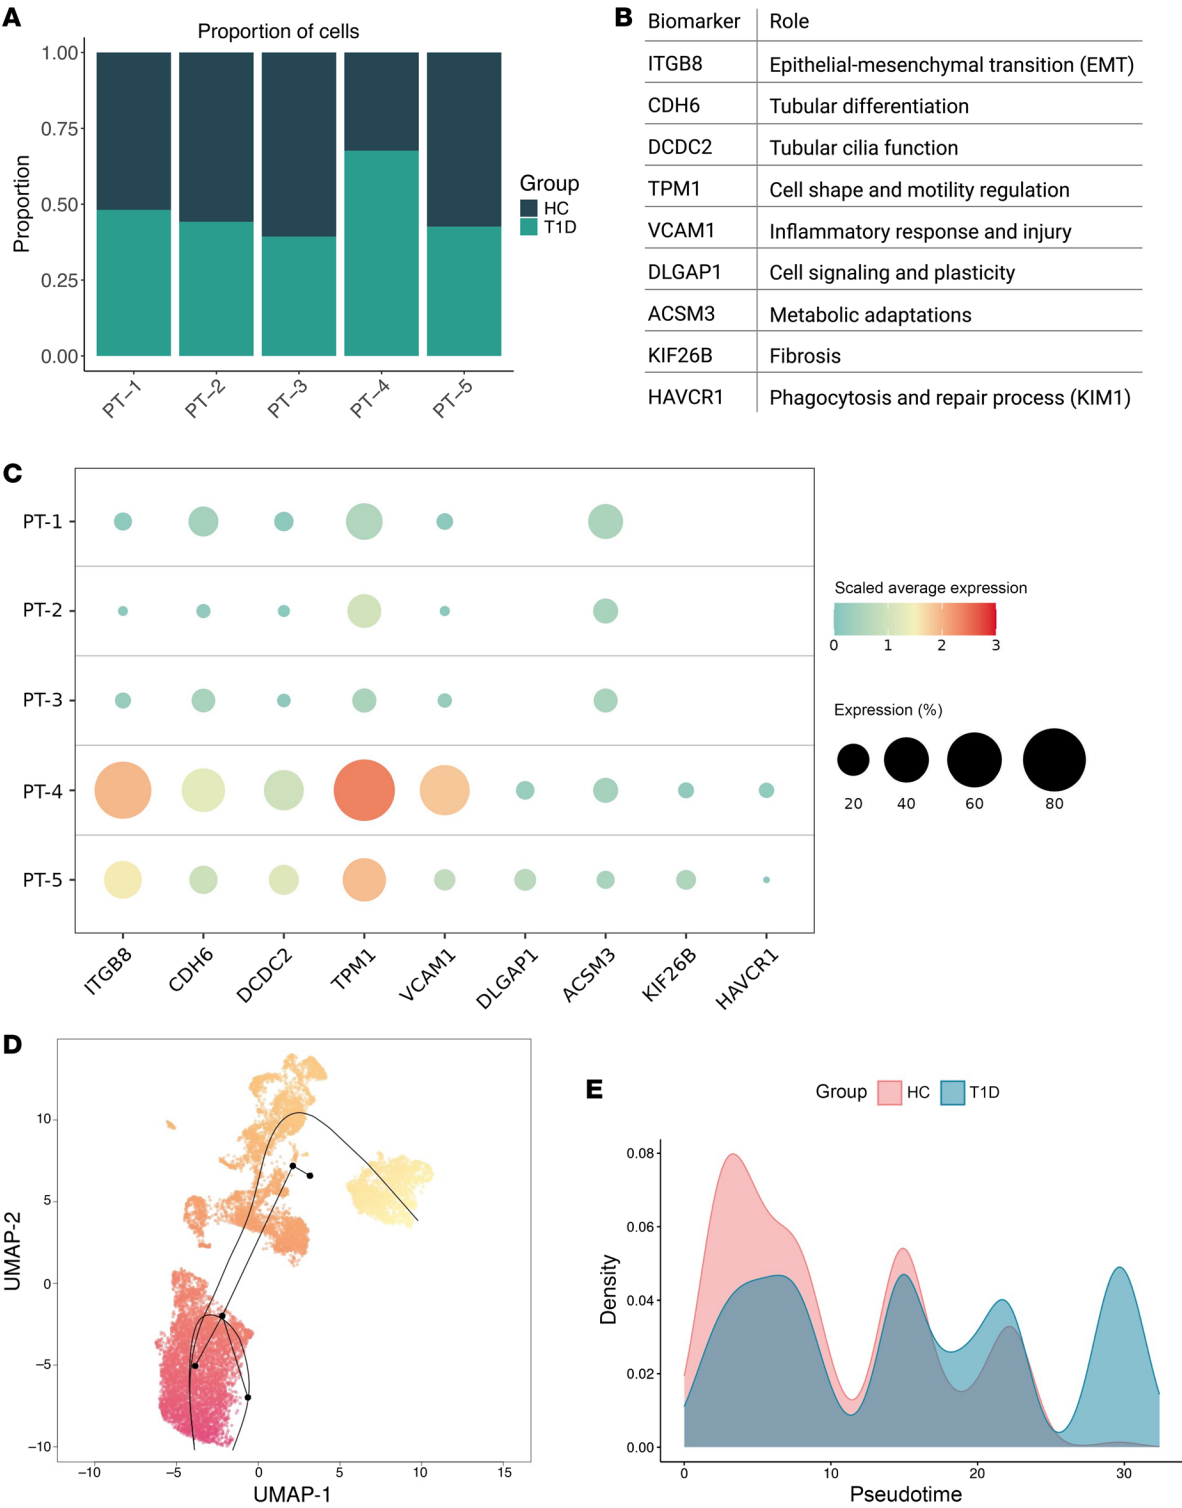 A
Proportion of cells
Proportion
1.00
0.75
0.50
0.25
0.00
PT-1
PT-2
PT-3
PT-4
PT-5
Group
HC
T1D
B
Biomarker Role
ITGB8 Epithelial-mesenchymal transition (EMT)
CDH6 Tubular differentiation
DCDC2 Tubular cilia function
TPM1 Cell shape and motility regulation
VCAM1 Inflammatory response and injury
DLGAP1 Cell signaling and plasticity
ACSM3 Metabolic adaptations
KIF26B Fibrosis
HAVCR1 Phagocytosis and repair process (KIM1)
C
PT-1
PT-2
PT-3
PT-4
PT-5
ITGB8
CDH6
DCDC2
TPM1
VCAM1
DLGAP1
ACSM3
KIF26B
HAVCR1
Scaled average expression
0 1 2 3
Expression (%)
20 40 60 80
D
UMAP-2
10
5
0
−5
−10
−10 −5 0 5 10 15
UMAP-1
E
Group HC T1D
Density
0.08
0.06
0.04
0.02
0.00
0 10 20 30
Pseudotime